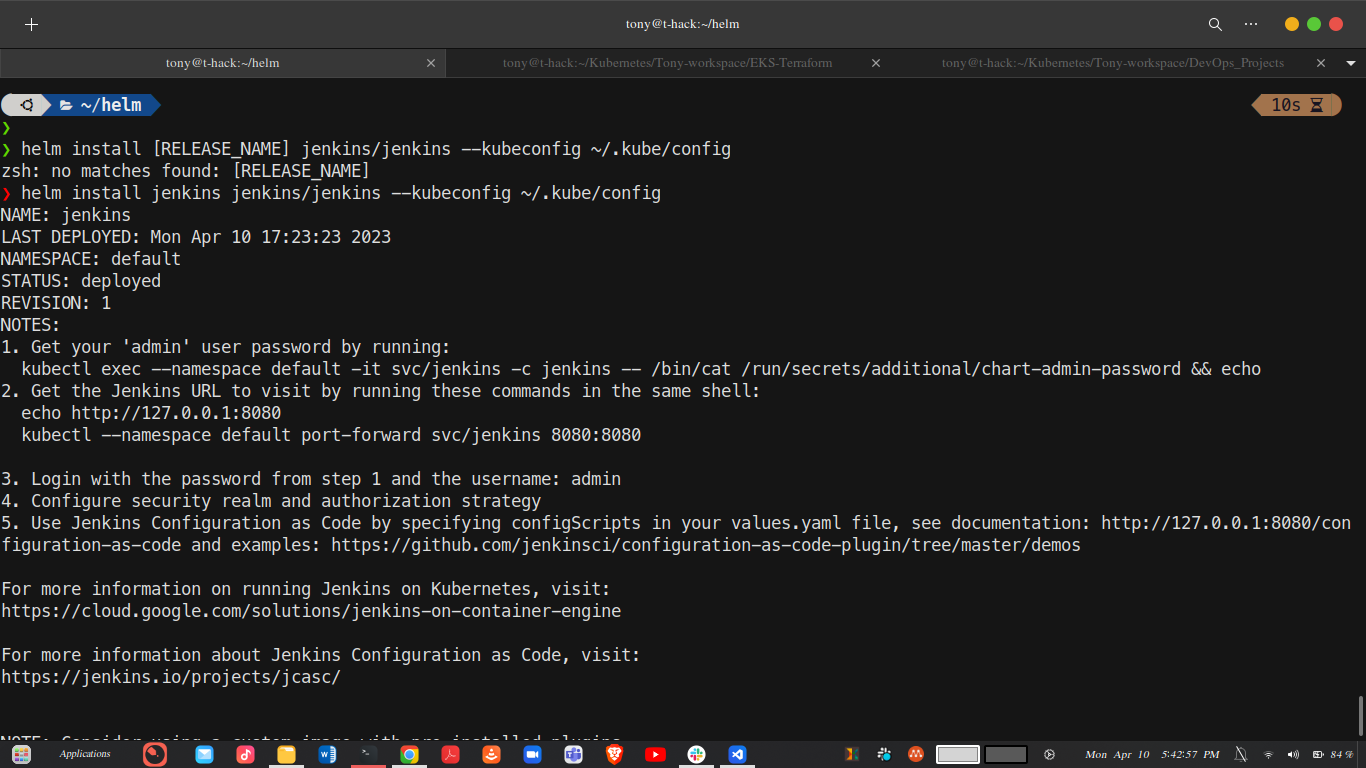 tony@t-hack:~/helm
tony@t-hack:~/helm
tony@t-hack:~/Kubernetes/Tony-workspace/EKS-Terraform
tony@t-hack:~/Kubernetes/Tony-workspace/DevOps_Projects
~/helm
10s
❯
❯ helm install [RELEASE_NAME] jenkins/jenkins --kubeconfig ~/.kube/config
zsh: no matches found: [RELEASE_NAME]
❯ helm install jenkins jenkins/jenkins --kubeconfig ~/.kube/config
NAME: jenkins
LAST DEPLOYED: Mon Apr 10 17:23:23 2023
NAMESPACE: default
STATUS: deployed
REVISION: 1
NOTES:
1. Get your 'admin' user password by running:
  kubectl exec --namespace default -it svc/jenkins -c jenkins -- /bin/cat /run/secrets/additional/chart-admin-password && echo
2. Get the Jenkins URL to visit by running these commands in the same shell:
  echo http://127.0.0.1:8080
  kubectl --namespace default port-forward svc/jenkins 8080:8080
3. Login with the password from step 1 and the username: admin
4. Configure security realm and authorization strategy
5. Use Jenkins Configuration as Code by specifying configScripts in your values.yaml file, see documentation: http://127.0.0.1:8080/con
figuration-as-code and examples: https://github.com/jenkinsci/configuration-as-code-plugin/tree/master/demos
For more information on running Jenkins on Kubernetes, visit:
https://cloud.google.com/solutions/jenkins-on-container-engine
For more information about Jenkins Configuration as Code, visit:
https://jenkins.io/projects/jcasc/
NOTE: Consider using a custom image with pre-installed plugins
Applications
Mon Apr 10 5:42:57 PM
84 %